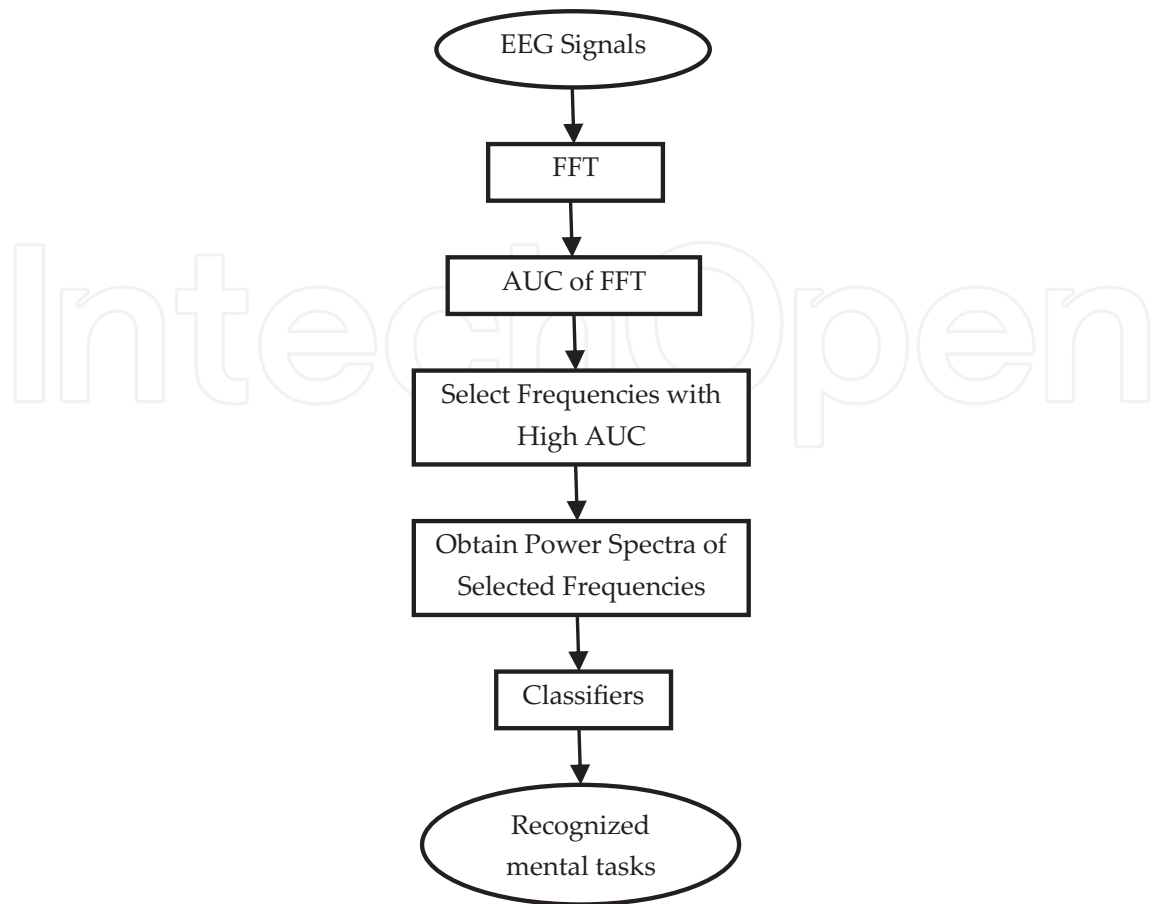 EEG Signals
FFT
AUC of FFT
IntechOpen
Select Frequencies with
High AUC
Obtain Power Spectra of
Selected Frequencies
Classifiers
Recognized
mental tasks